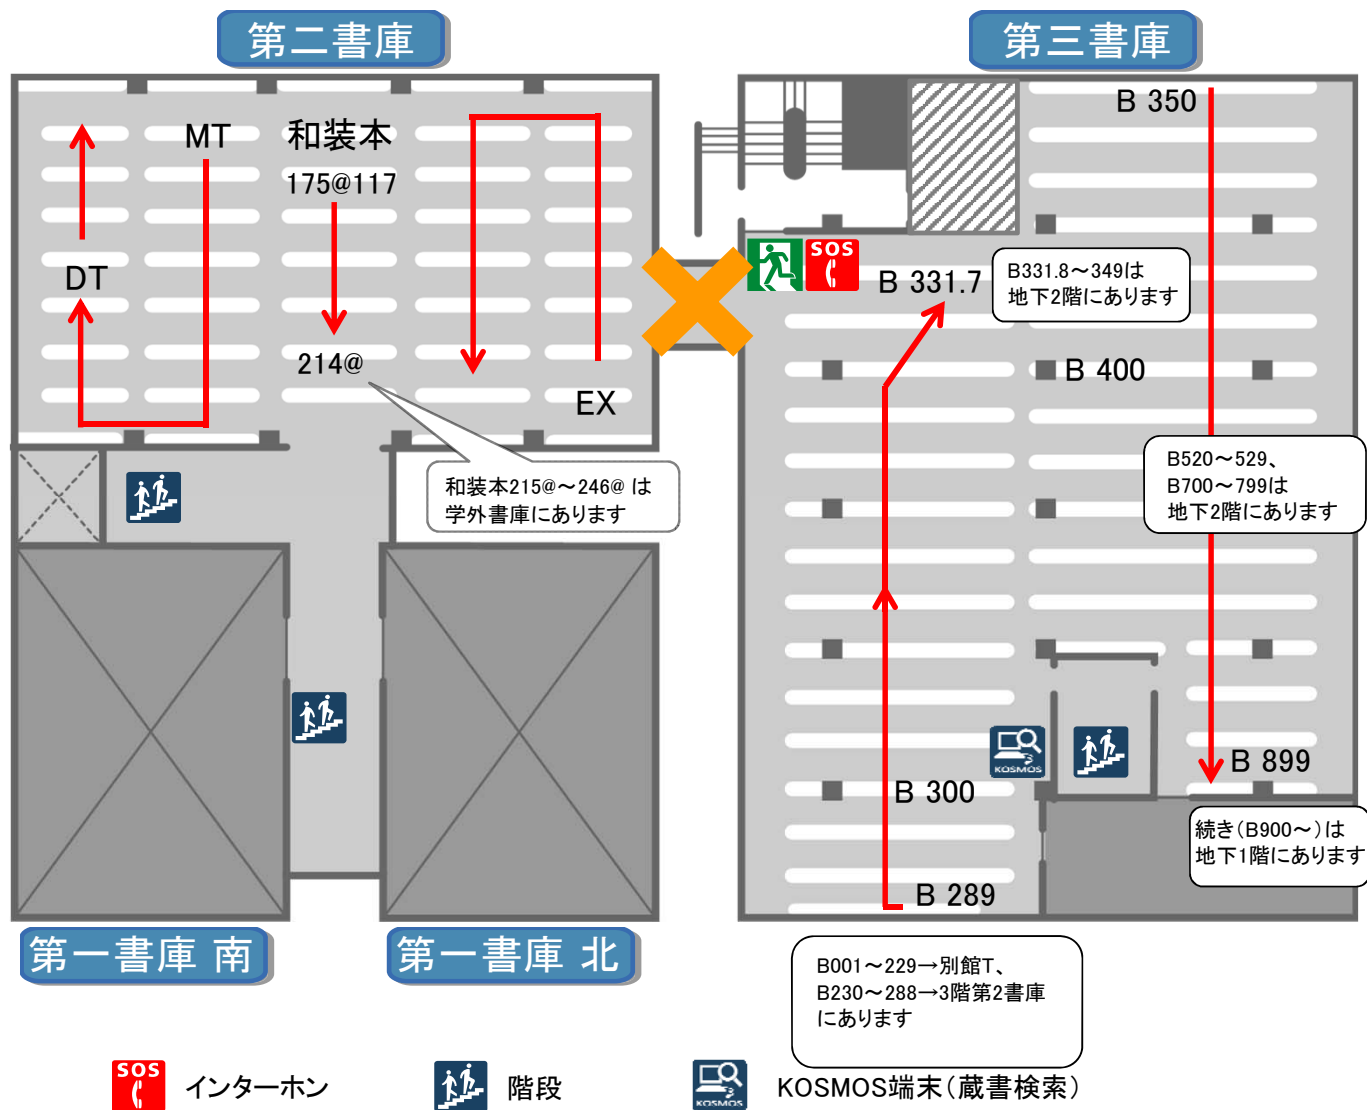 第二書庫
第三書庫
MT
和装本
175@117
DT
214@
EX
和装本215@～246@ は
学外書庫にあります
B 350
SOS
B 331.7
B331.8～349は
地下2階にあります
B 400
B520～529、
B700～799は
地下2階にあります
KOSMOS
B 899
B 300
続き(B900～)は
地下1階にあります
B 289
第一書庫 南
第一書庫 北
B001～229→別館T、
B230～288→3階第2書庫
にあります
SOS
インターホン
階段
KOSMOS
KOSMOS端末(蔵書検索)